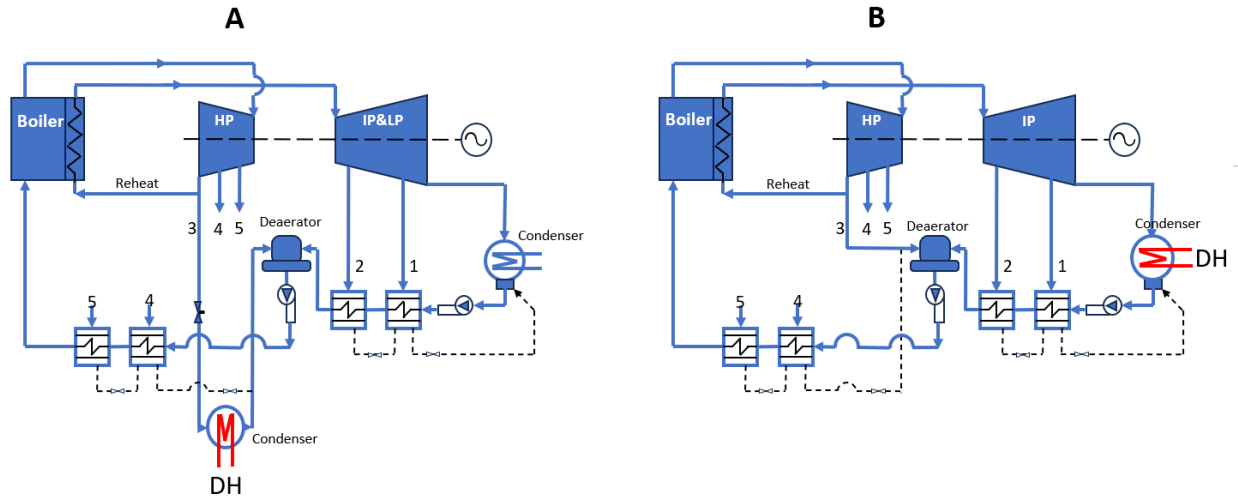 A
Boiler
HP
IP&LP
Reheat
3
4
5
Deaerator
Condenser
2
1
5
4
Condenser
DH
B
Boiler
HP
IP
Reheat
3
4
5
Deaerator
Condenser
DH
2
1
5
4